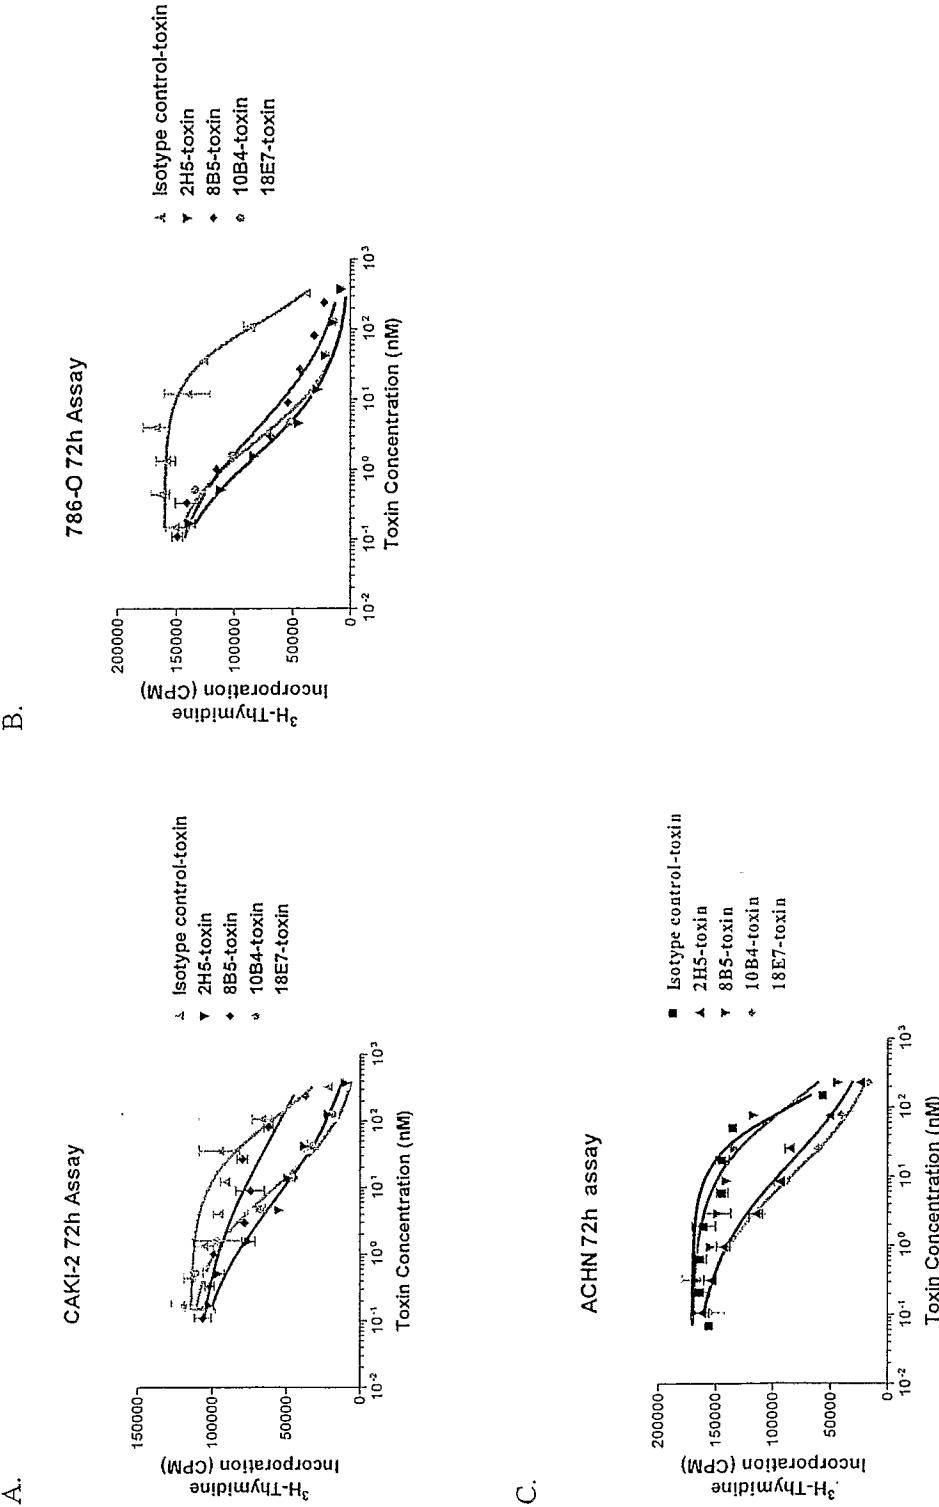 A.
CAKI-2 72h Assay
150000
100000
50000
0
³H-Thymidine
Incorporation (CPM)
10⁻²
10⁻¹
10⁰
10¹
10²
10³
Toxin Concentration (nM)
Isotype control-toxin
2H5-toxin
8B5-toxin
10B4-toxin
18E7-toxin
B.
786-O 72h Assay
200000
150000
100000
50000
0
³H-Thymidine
Incorporation (CPM)
10⁻²
10⁻¹
10⁰
10¹
10²
10³
Toxin Concentration (nM)
Isotype control-toxin
2H5-toxin
8B5-toxin
10B4-toxin
18E7-toxin
C.
ACHN 72h assay
200000
150000
100000
50000
0
³H-Thymidine
Incorporation (CPM)
10⁻²
10⁻¹
10⁰
10¹
10²
10³
Toxin Concentration (nM)
Isotype control-toxin
2H5-toxin
8B5-toxin
10B4-toxin
18E7-toxin